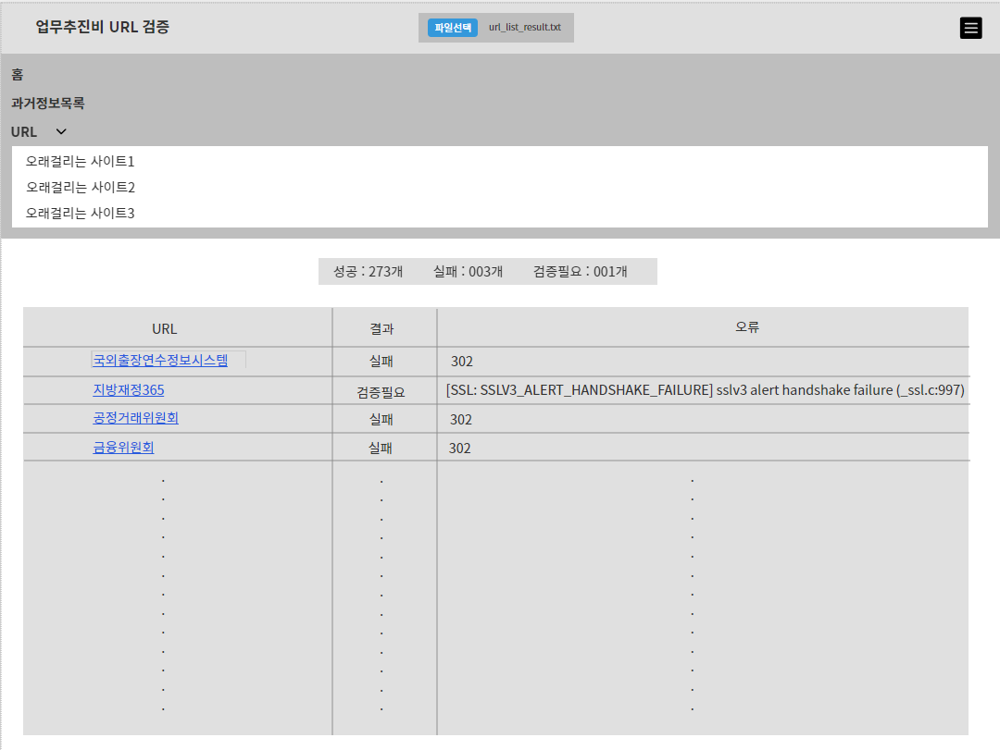 업무추진비 URL 검증
파일선택 url_list_result.txt
홈
과거정보목록
URL
오래걸리는 사이트1
오래걸리는 사이트2
오래걸리는 사이트3
성공 : 273개 실패 : 003개 검증필요 : 001개
URL 결과 오류
국외출장연수정보시스템 실패 302
지방재정365 검증필요 [SSL: SSLV3_ALERT_HANDSHAKE_FAILURE] sslv3 alert handshake failure (_ssl.c:997)
공정거래위원회 실패 302
금융위원회 실패 302
. . .
. . .
. . .
. . .
. . .
. . .
. . .
. . .
. . .
. . .
. . .
. . .
. . .